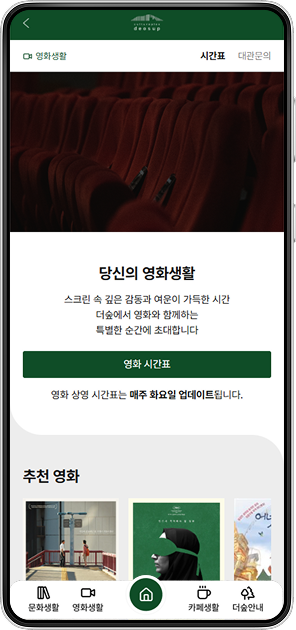 deosup
영화생활
시간표 대관문의
당신의 영화생활
스크린 속 깊은 감동과 여운이 가득한 시간
더숲에서 영화와 함께하는
특별한 순간에 초대합니다
영화 시간표
영화 상영 시간표는 매주 화요일 업데이트됩니다.
추천 영화
문화생활 영화생활 카페생활 더숲안내